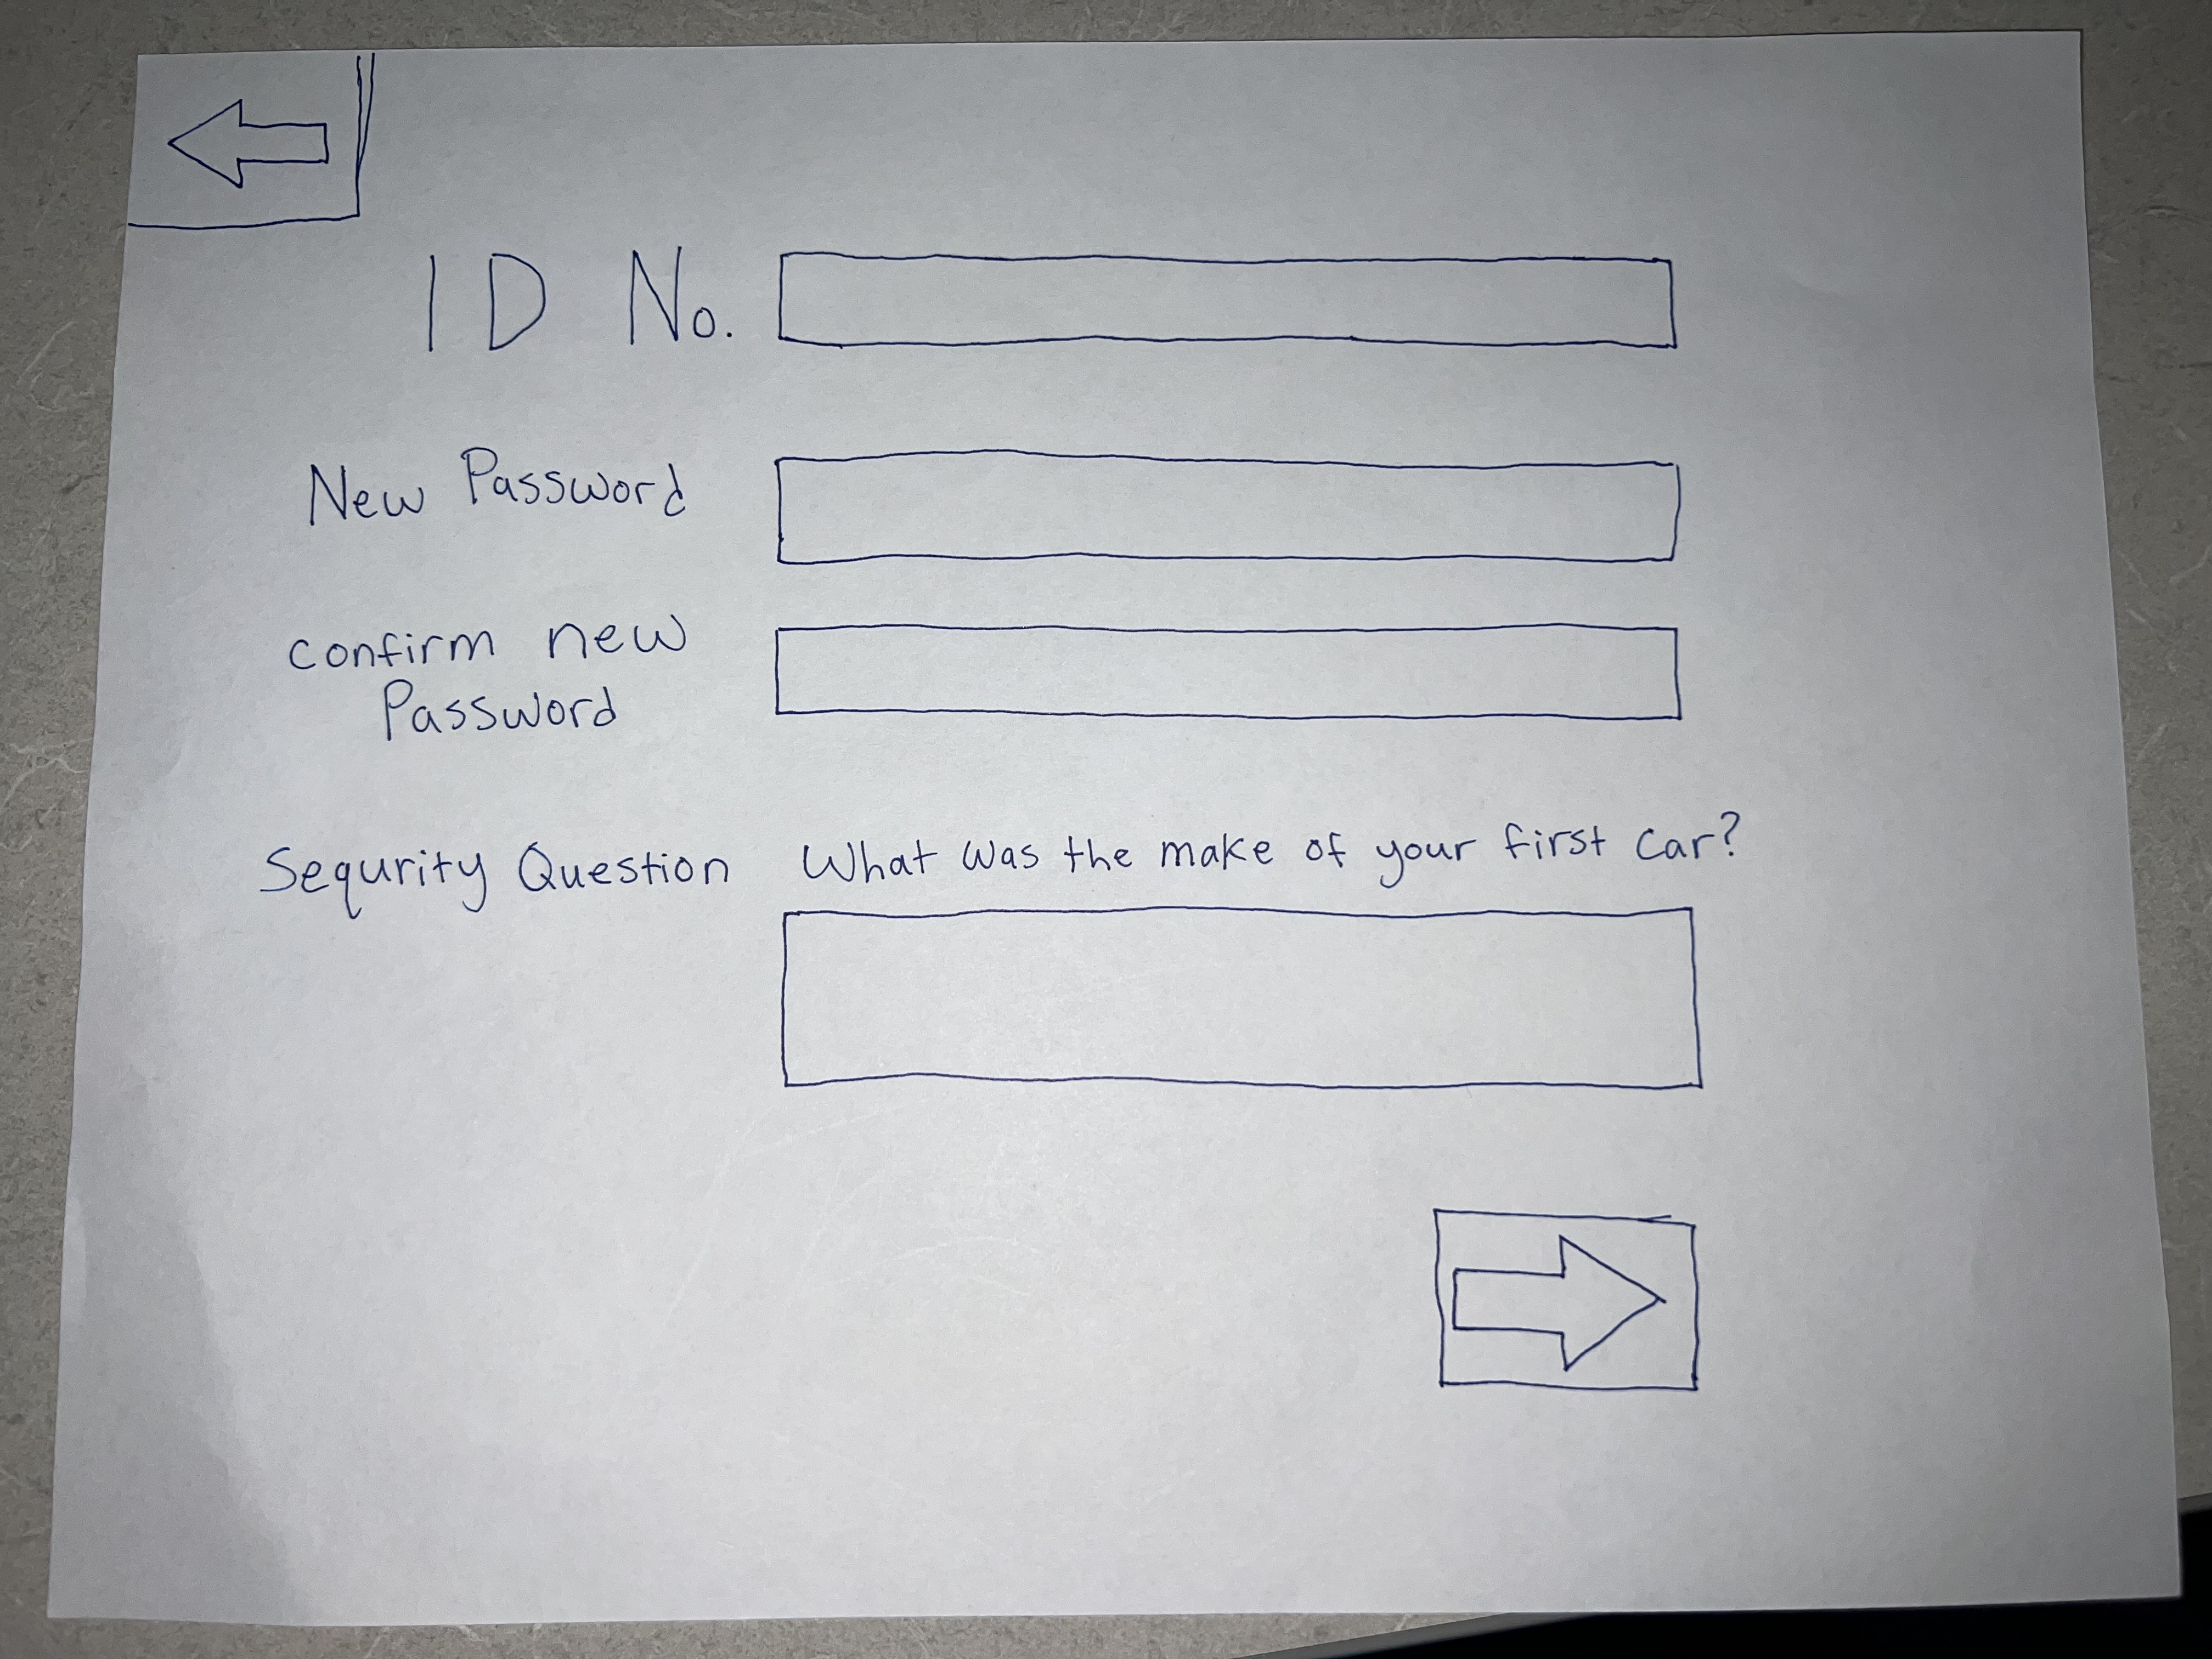 ID No.
New Password
confirm new
Password
Sequrity Question
What was the make of your first car?